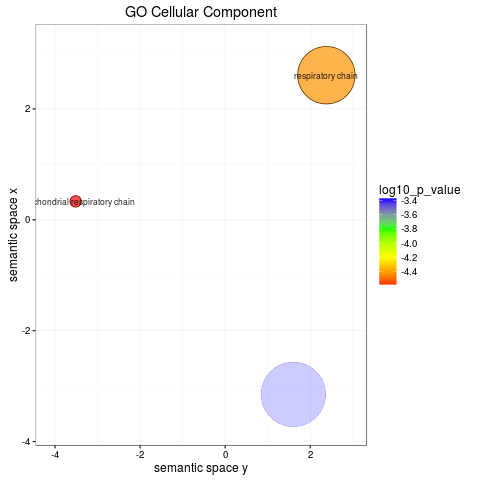 GO Cellular Component
respiratory chain
chondrial respiratory chain
2
0
-2
-4
-4
-2
0
2
semantic space x
semantic space y
log10_p_value
-3.4
-3.6
-3.8
-4.0
-4.2
-4.4